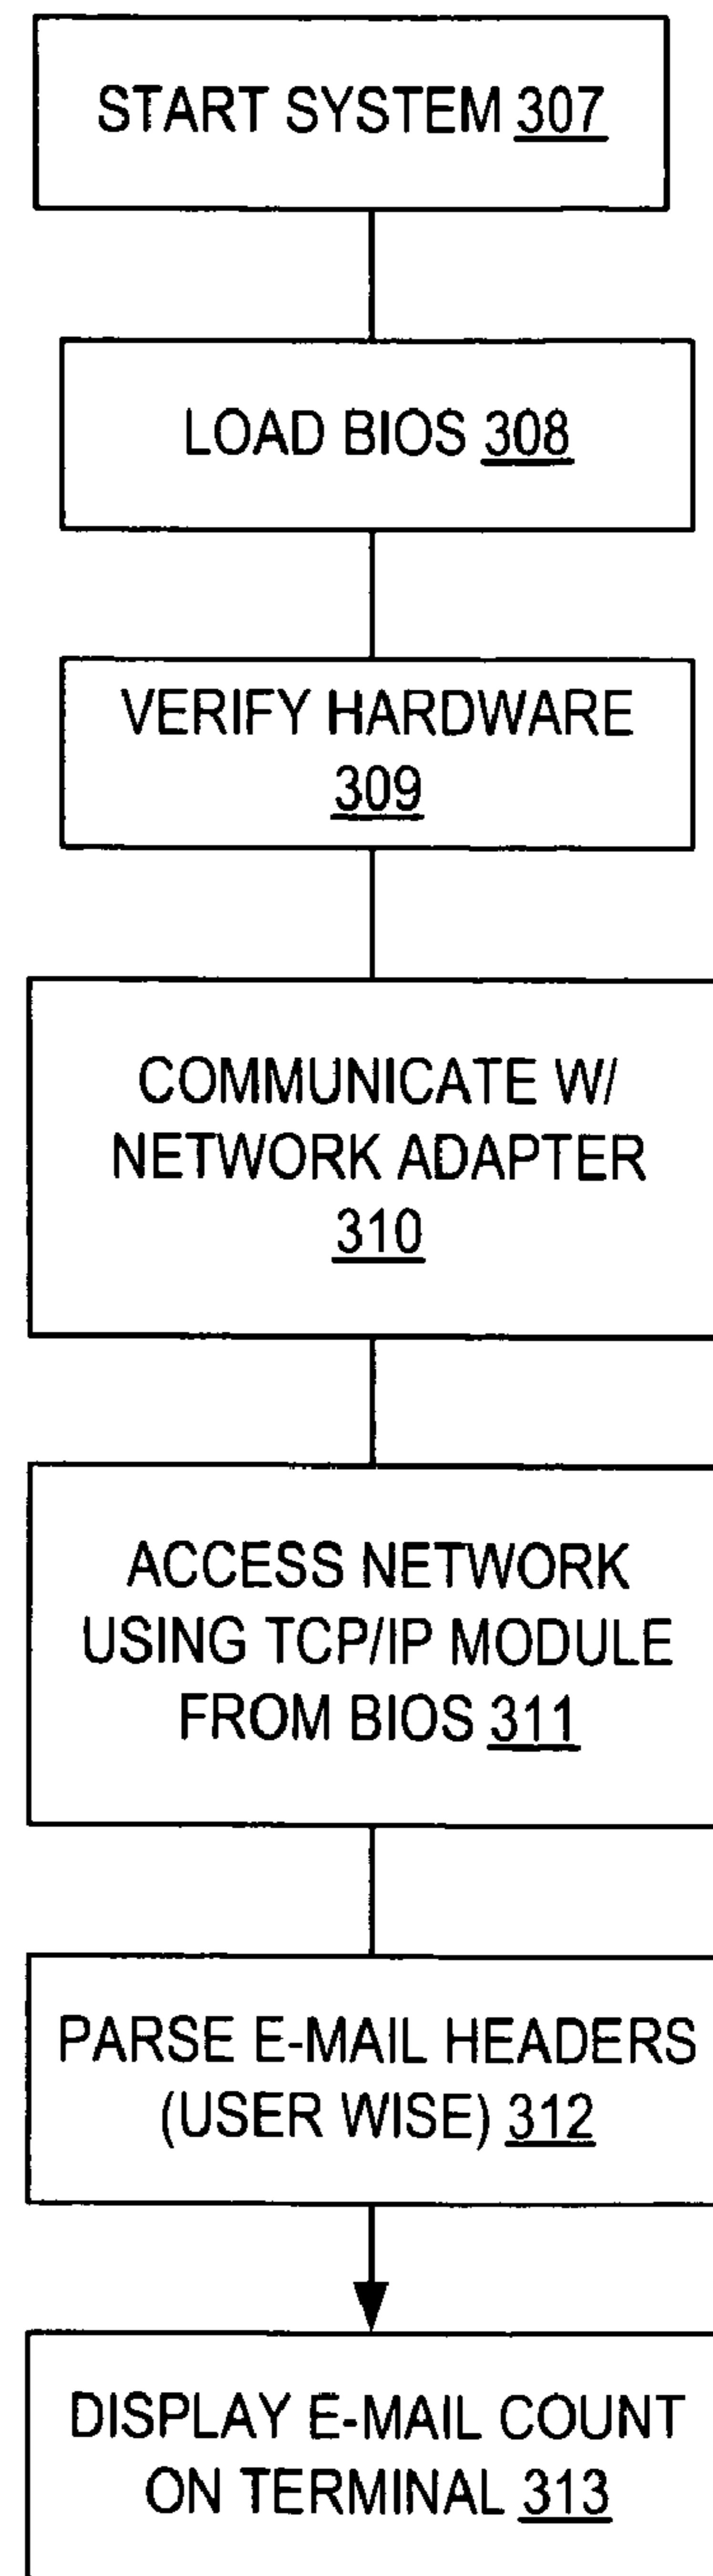 START SYSTEM 307
LOAD BIOS 308
VERIFY HARDWARE
309
COMMUNICATE W/
NETWORK ADAPTER
310
ACCESS NETWORK
USING TCP/IP MODULE
FROM BIOS 311
PARSE E-MAIL HEADERS
(USER WISE) 312
DISPLAY E-MAIL COUNT
ON TERMINAL 313